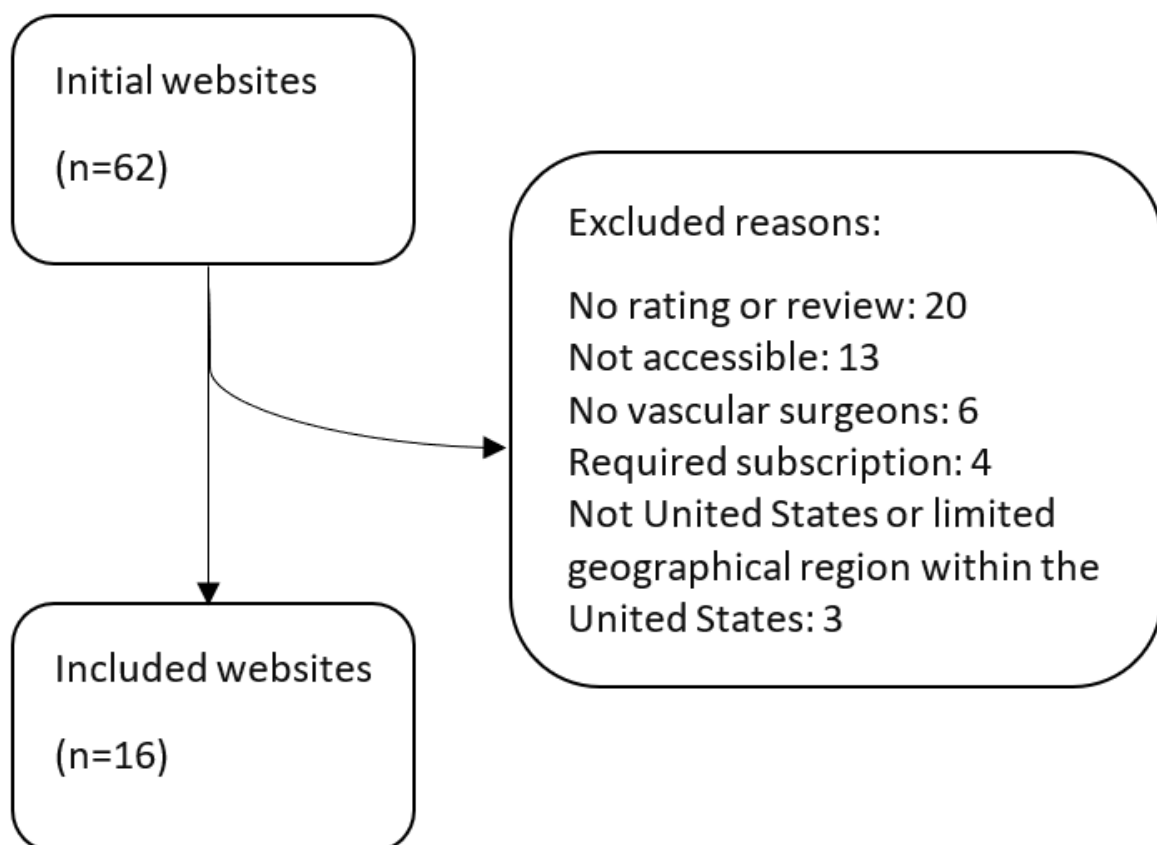 Initial websites
(n=62)
Excluded reasons:
No rating or review: 20
Not accessible: 13
No vascular surgeons: 6
Required subscription: 4
Not United States or limited
geographical region within the
United States: 3
Included websites
(n=16)